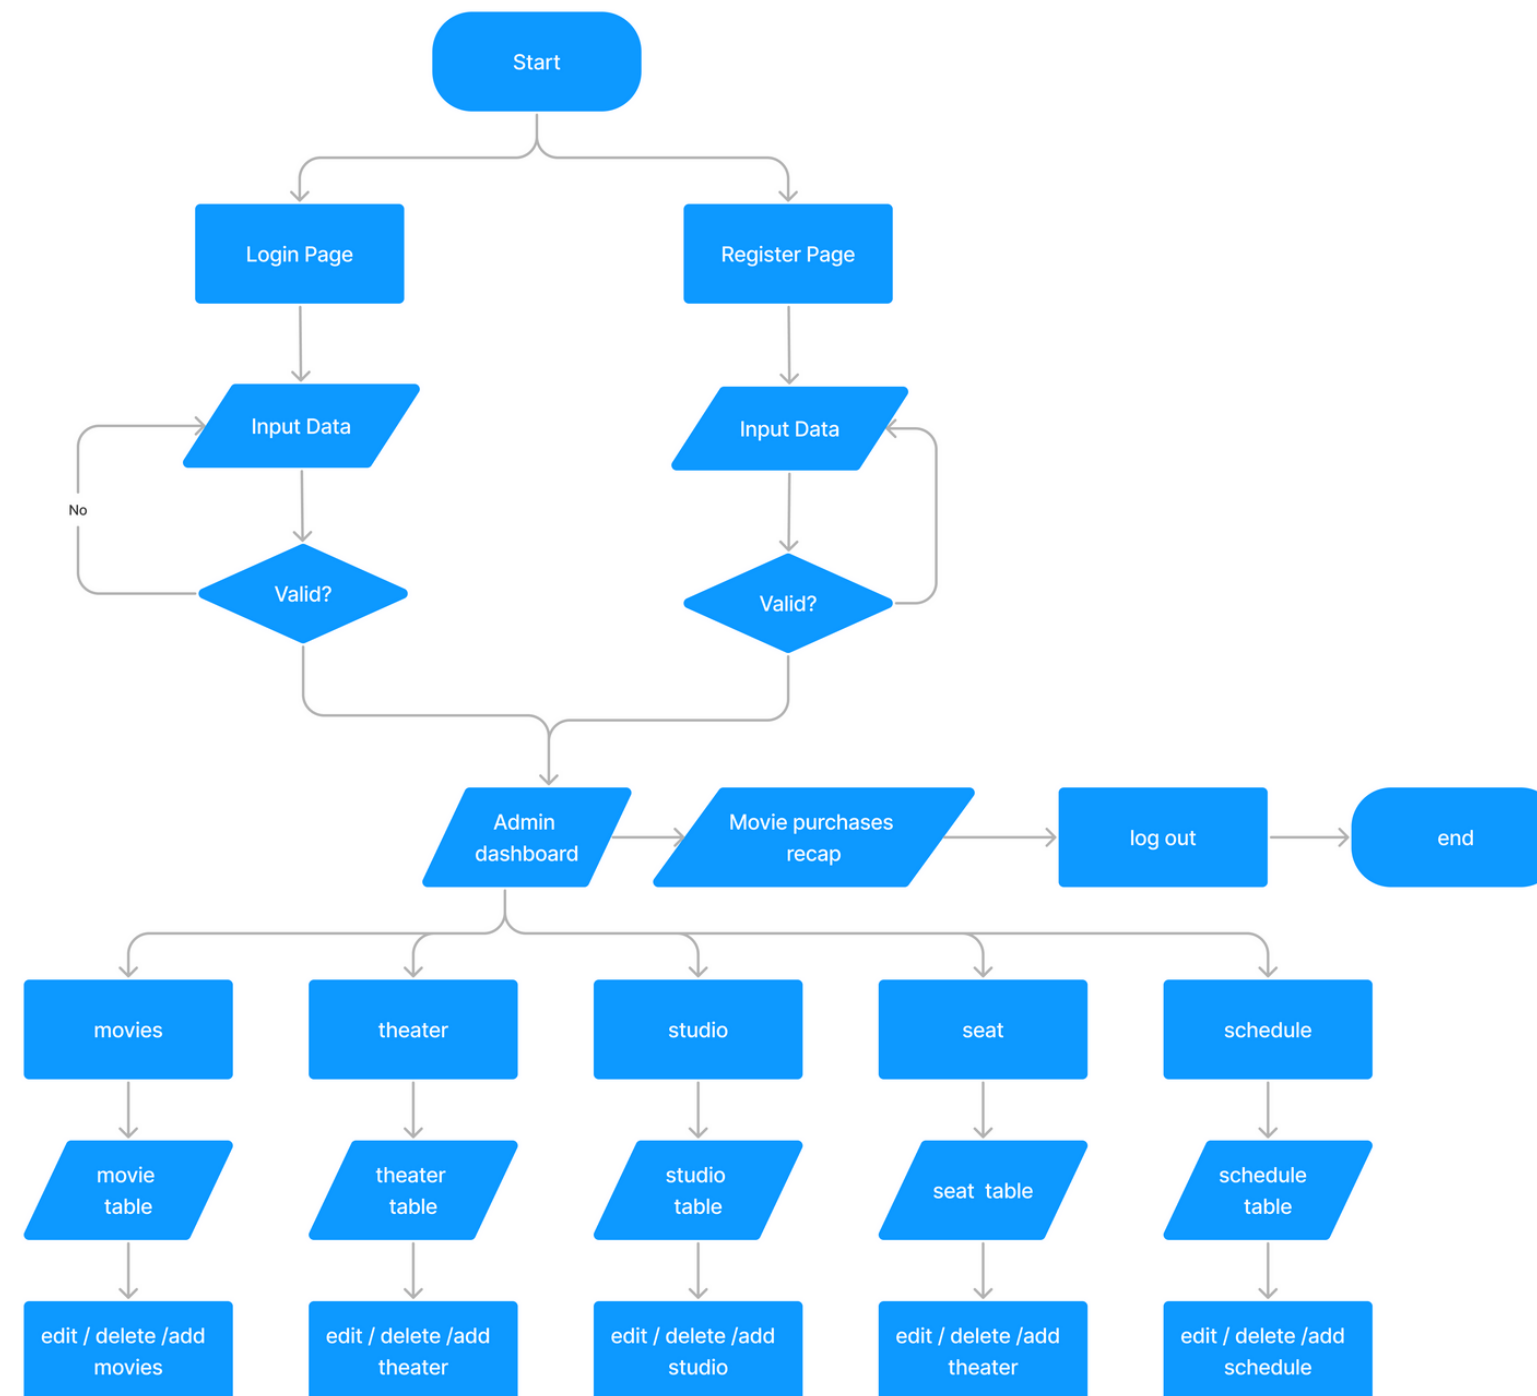 Start
Login Page
Register Page
Input Data
Input Data
No
Valid?
Valid?
Admin
dashboard
Movie purchases
recap
log out
end
movies
theater
studio
seat
schedule
movie
table
theater
table
studio
table
seat table
schedule
table
edit / delete /add
movies
edit / delete /add
theater
edit / delete /add
studio
edit / delete /add
theater
edit / delete /add
schedule